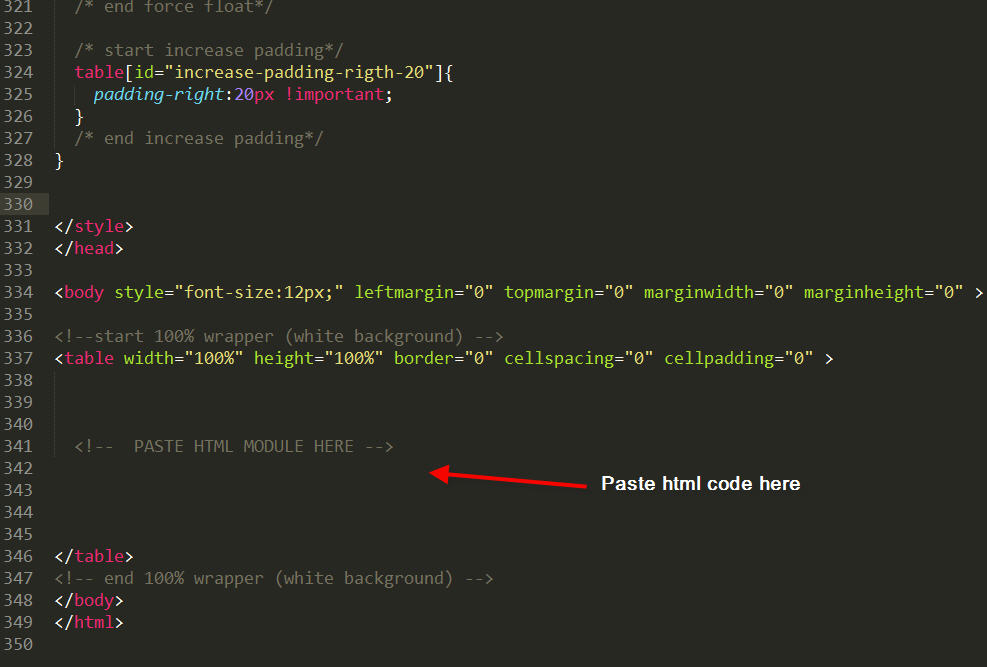 321 /* end force float*/
322
323 /* start increase padding*/
324 table[id="increase-padding-rigth-20"]{
325 padding-right:20px !important;
326 }
327 /* end increase padding*/
328 }
329
330
331 </style>
332 </head>
333
334 <body style="font-size:12px;" leftmargin="0" topmargin="0" marginwidth="0" marginheight="0" >
335
336 <!--start 100% wrapper (white background) -->
337 <table width="100%" height="100%" border="0" cellspacing="0" cellpadding="0" >
338
339
340
341 <!--  PASTE HTML MODULE HERE -->
342
343 Paste html code here
344
345
346 </table>
347 <!-- end 100% wrapper (white background) -->
348 </body>
349 </html>
350